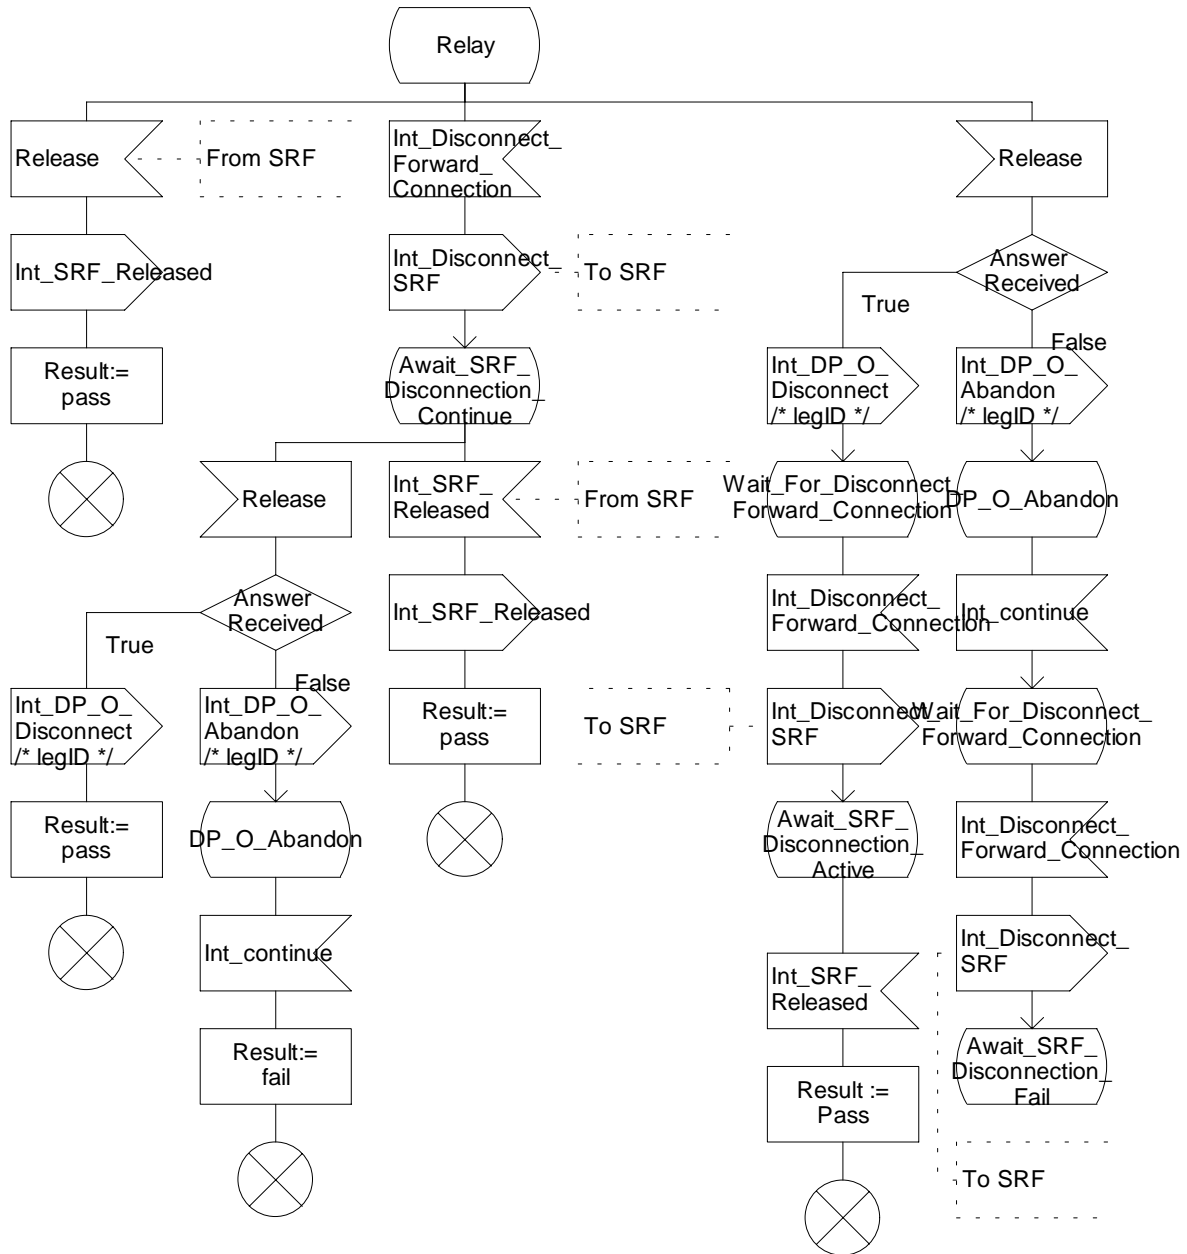 Relay
Release
From SRF
Int_Disconnect_
Forward_
Connection
Release
Int_SRF_Released
Int_Disconnect_
SRF
To SRF
Answer
Received
True
False
Result:=
pass
Await_SRF_
Disconnection_
Continue
Int_DP_O_
Disconnect
/* legID */
Int_DP_O_
Abandon
/* legID */
Release
Int_SRF_
Released
From SRF
Wait_For_Disconnect_
Forward_Connection
DP_O_Abandon
Answer
Received
True
False
Int_SRF_Released
Int_Disconnect_
Forward_Connection
Int_continue
Int_DP_O_
Disconnect
/* legID */
Int_DP_O_
Abandon
/* legID */
Result:=
pass
To SRF
Int_Disconnect_
SRF
Wait_For_Disconnect_
Forward_Connection
Result:=
pass
DP_O_Abandon
Await_SRF_
Disconnection_
Active
Int_Disconnect_
Forward_Connection
Int_continue
Int_SRF_
Released
Int_Disconnect_
SRF
Result:=
fail
Result :=
Pass
Await_SRF_
Disconnection_
Fail
To SRF